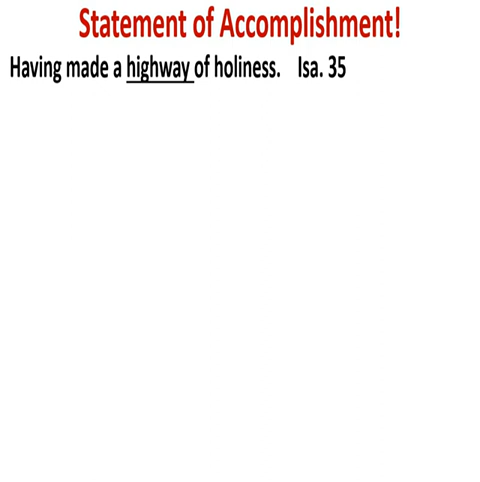 Statement of Accomplishment!
Having made a highway of holiness. Isa. 35